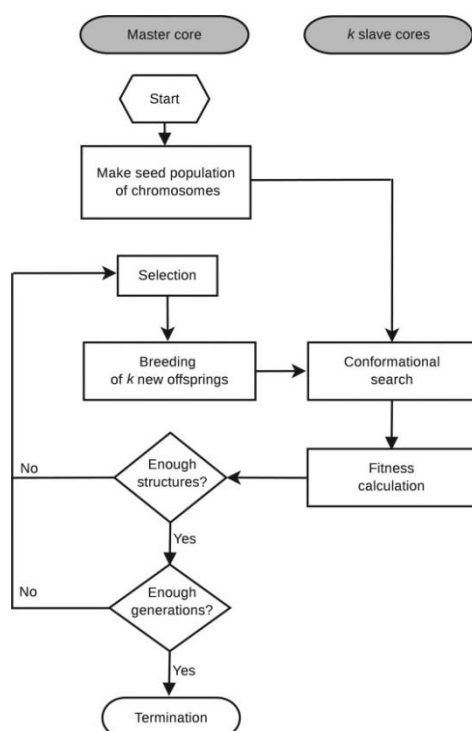 Master core
k slave cores
Start
Make seed population
of chromosomes
Selection
Breeding
of k new offsprings
Conformational
search
Enough
structures?
Fitness
calculation
No
Yes
Enough
generations?
No
Yes
Termination